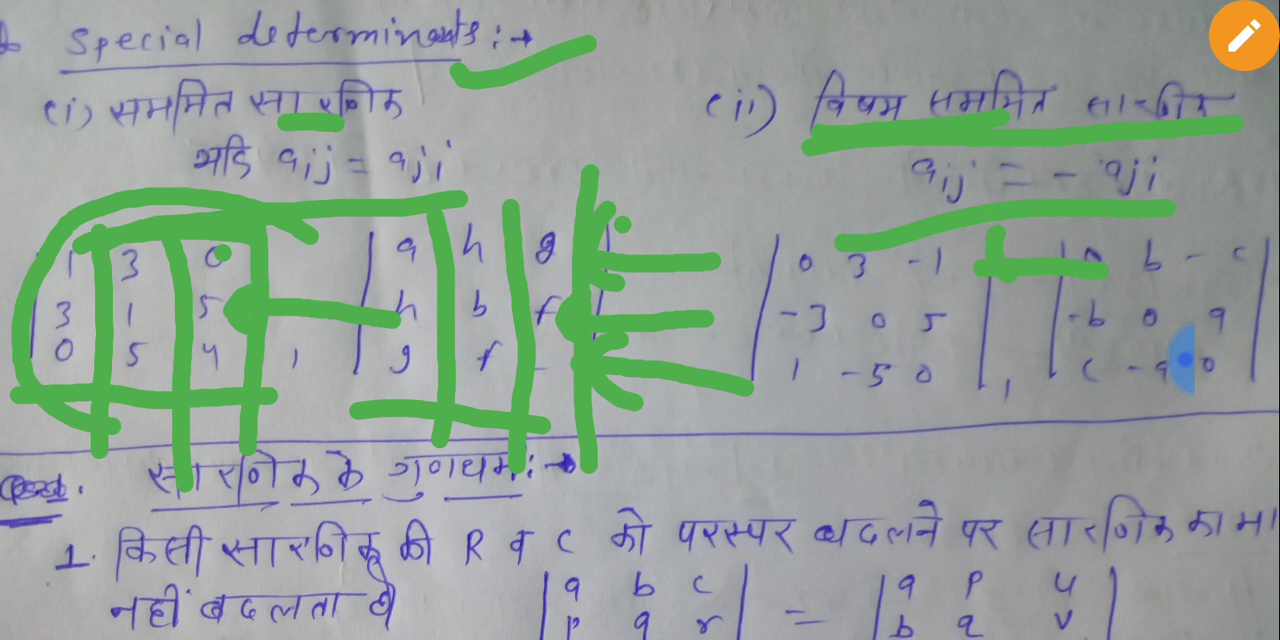 Special determinants :→
(i) सममित सारणिक
यदि aij = aji
(ii) विषम सममित सारणिक
aij = - aji
| 1 3 0 | | a h g |
| 3 1 5 | | h b f |
| 0 5 4 | , | g f
| 0 3 -1 | | 0 b - c |
| -3 0 5 | | -b 0 a |
| 1 -5 0 | , | c -a 0 |
सारणिक के गुणधर्म :→
1. किसी सारणिक की R व C को परस्पर बदलने पर सारणिक का मा
नहीं बदलता है
| a b c | = | a p u |
| p q r | | b q v |